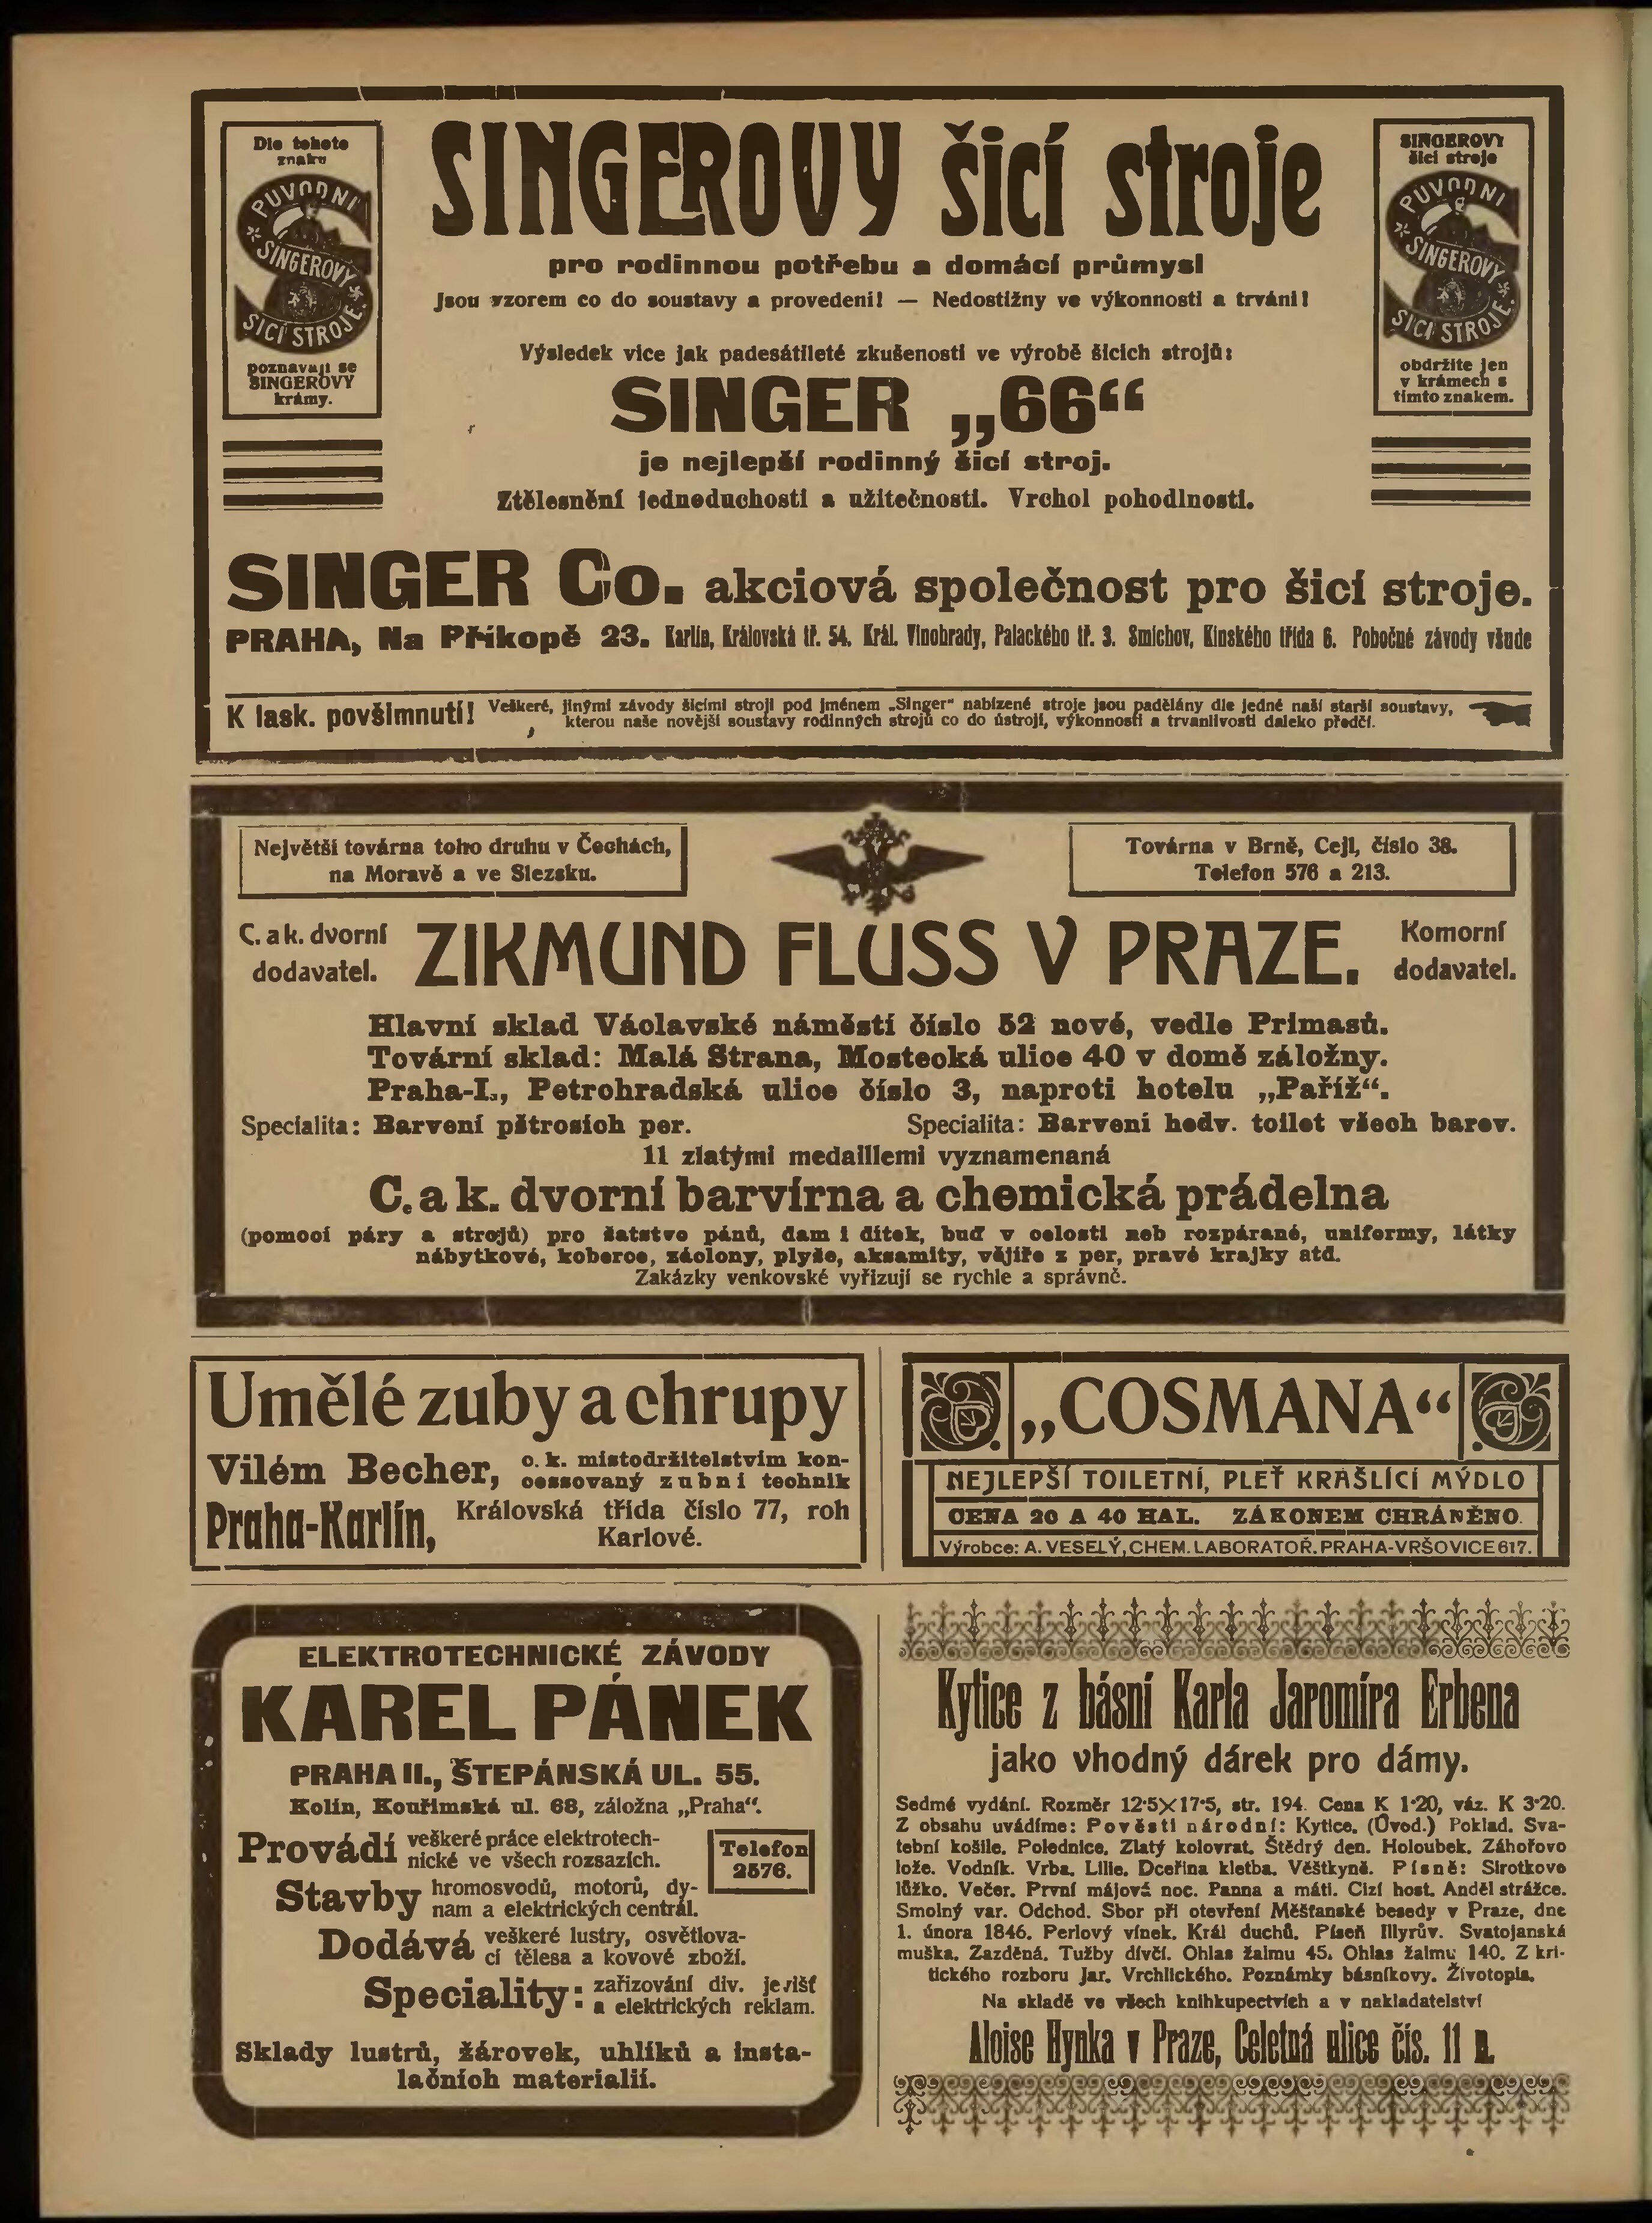 Dle tohoto
znaku
PŮVODNÍ
SINGEROVY
ŠICÍ STROJE
poznávají se
SINGEROVY
krámy.
SINGEROVY šicí stroje
pro rodinnou potřebu a domácí průmysl
Jsou vzorem co do soustavy a provedení! — Nedostižny ve výkonnosti a trvání!
Výsledek více jak padesátileté zkušenosti ve výrobě šicích strojů:
SINGER „66“
je nejlepší rodinný šicí stroj.
Ztělesnění jednoduchosti a užitečnosti. Vrchol pohodlnosti.
SINGEROVY
šicí stroje
PŮVODNÍ
SINGEROVY
ŠICÍ STROJE.
obdržíte jen
v krámech s
tímto znakem.
SINGER Co. akciová společnost pro šicí stroje.
PRAHA, Na Příkopě 23. Karlín, Královská tř. 54. Král. Vinohrady, Palackého tř. 3. Smíchov, Kinského třída 6. Pobočné závody všude
K lask. povšimnutí! Veškeré, jinými závody šicími stroji pod jménem „Singer“ nabízené stroje jsou padělány dle jedné naší starší soustavy,
kterou naše novější soustavy rodinných strojů co do ústrojí, výkonnosti a trvanlivosti daleko předčí.
Největší továrna toho druhu v Čechách,
na Moravě a ve Slezsku.
Továrna v Brně, Cejl, číslo 38.
Telefon 576 a 213.
C. a k. dvorní
dodavatel.
ZIKMUND FLUSS V PRAZE.
Komorní
dodavatel.
Hlavní sklad Václavské náměstí číslo 52 nové, vedle Primasů.
Tovární sklad: Malá Strana, Mostecká ulice 40 v domě záložny.
Praha-I., Petrohradská ulice číslo 3, naproti hotelu „Paříž“.
Specialita: Barvení pštrosích per. Specialita: Barvení hedv. toilet všech barev.
11 zlatými medaillemi vyznamenaná
C. a k. dvorní barvírna a chemická prádelna
(pomocí páry a strojů) pro šatstvo pánů, dam i dítek, buď v celosti neb rozpárané, uniformy, látky
nábytkové, koberce, záclony, plyše, aksamity, vějíře z per, pravé krajky atd.
Zakázky venkovské vyřizují se rychle a správně.
Umělé zuby a chrupy
Vilém Becher, c. k. místodržitelstvím kon-
cessovaný zubní technik
Praha-Karlín, Královská třída číslo 77, roh
Karlové.
„COSMANA“
NEJLEPŠÍ TOILETNÍ, PLEŤ KRÁŠLÍCÍ MÝDLO
CENA 20 A 40 HAL. ZÁKONEM CHRÁNĚNO.
Výrobce: A. VESELÝ, CHEM. LABORATOŘ. PRAHA-VRŠOVICE 617.
ELEKTROTECHNICKÉ ZÁVODY
KAREL PÁNEK
PRAHA II., ŠTEPÁNSKÁ UL. 55.
Kolín, Kouřimská ul. 68, záložna „Praha“.
Provádí veškeré práce elektrotech-
nické ve všech rozsazích.
Telefon
2576.
Stavby hromosvodů, motorů, dy-
nam a elektrických centrál.
Dodává veškeré lustry, osvětlova-
cí tělesa a kovové zboží.
Speciality: zařizování div. jevišť
a elektrických reklam.
Sklady lustrů, žárovek, uhlíků a insta-
lačních materialií.
Kytice z básní Karla Jaromíra Erbena
jako vhodný dárek pro dámy.
Sedmé vydání. Rozměr 12·5×17·5, str. 194. Cena K 1·20, váz. K 3·20.
Z obsahu uvádíme: Pověsti národní: Kytice. (Úvod.) Poklad. Sva-
tební košile. Polednice. Zlatý kolovrat. Štědrý den. Holoubek. Záhořovo
lože. Vodník. Vrba. Lilie. Dceřina kletba. Věštkyně. Písně: Sirotkovo
lůžko. Večer. První májová noc. Panna a máti. Cizí host. Anděl strážce.
Smolný var. Odchod. Sbor při otevření Měšťanské besedy v Praze, dne
1. února 1846. Perlový vínek. Král duchů. Píseň Illyrův. Svatojanská
muška. Zazděná. Tužby dívčí. Ohlas žalmu 45. Ohlas žalmu 140. Z kri-
tického rozboru Jar. Vrchlického. Poznámky básníkovy. Životopis.
Na skladě ve všech knihkupectvích a v nakladatelství
Aloise Hynka v Praze, Celetná ulice čís. 11 n.